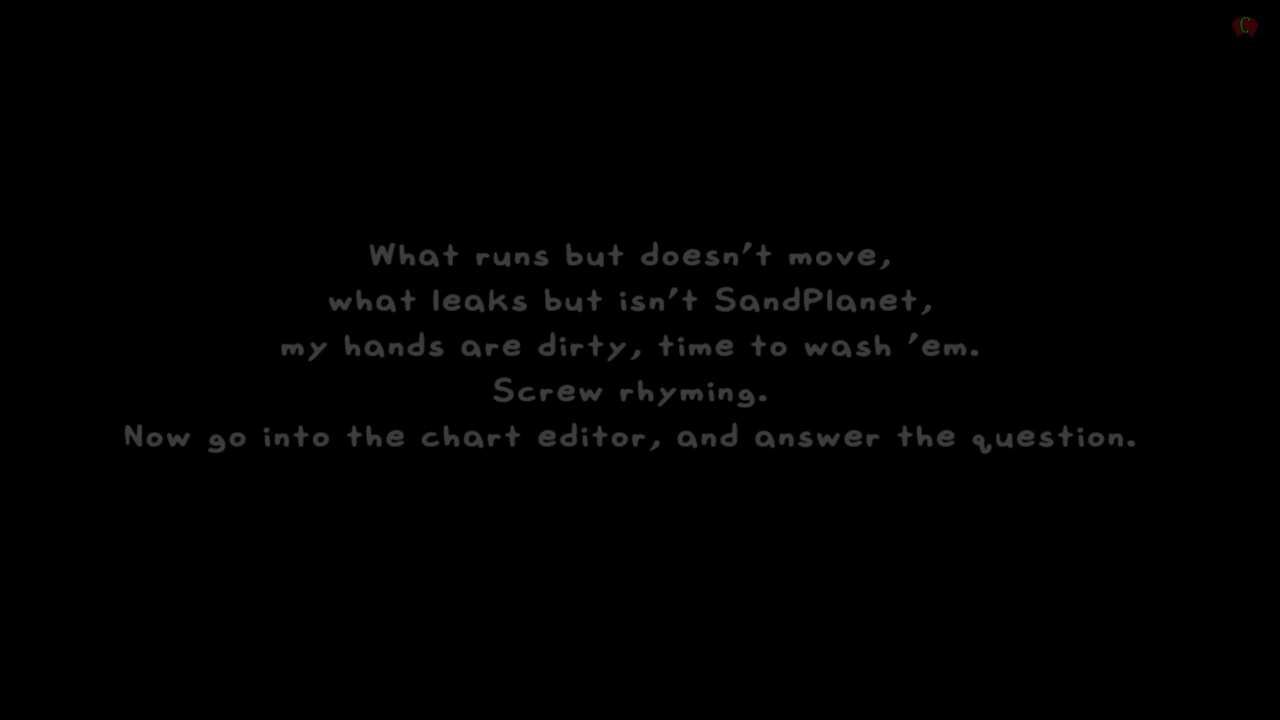 C
What runs but doesn't move,
what leaks but isn't SandPlanet,
my hands are dirty, time to wash 'em.
Screw rhyming.
Now go into the chart editor, and answer the question.